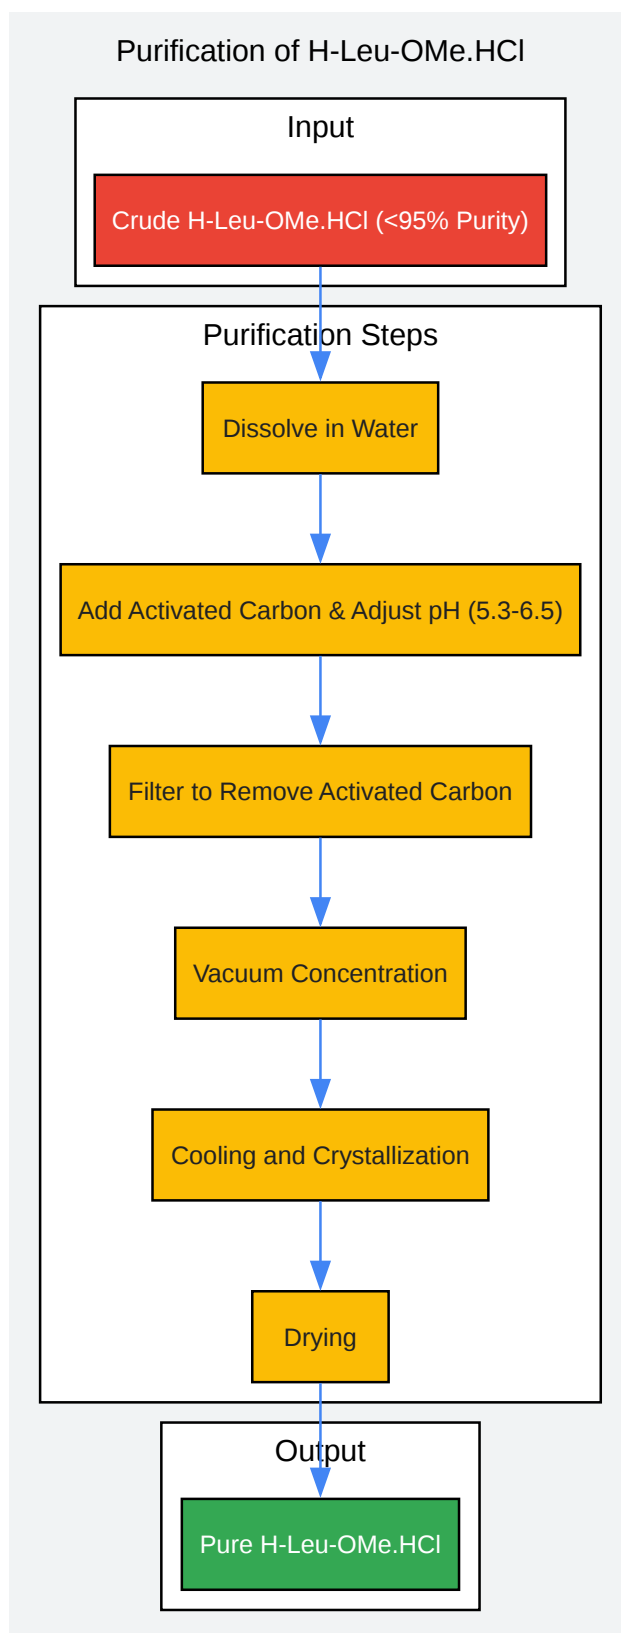 Purification of H-Leu-OMe.HCl
Input
Crude H-Leu-OMe.HCl (<95% Purity)
Purification Steps
Dissolve in Water
Add Activated Carbon & Adjust pH (5.3-6.5)
Filter to Remove Activated Carbon
Vacuum Concentration
Cooling and Crystallization
Drying
Output
Pure H-Leu-OMe.HCl